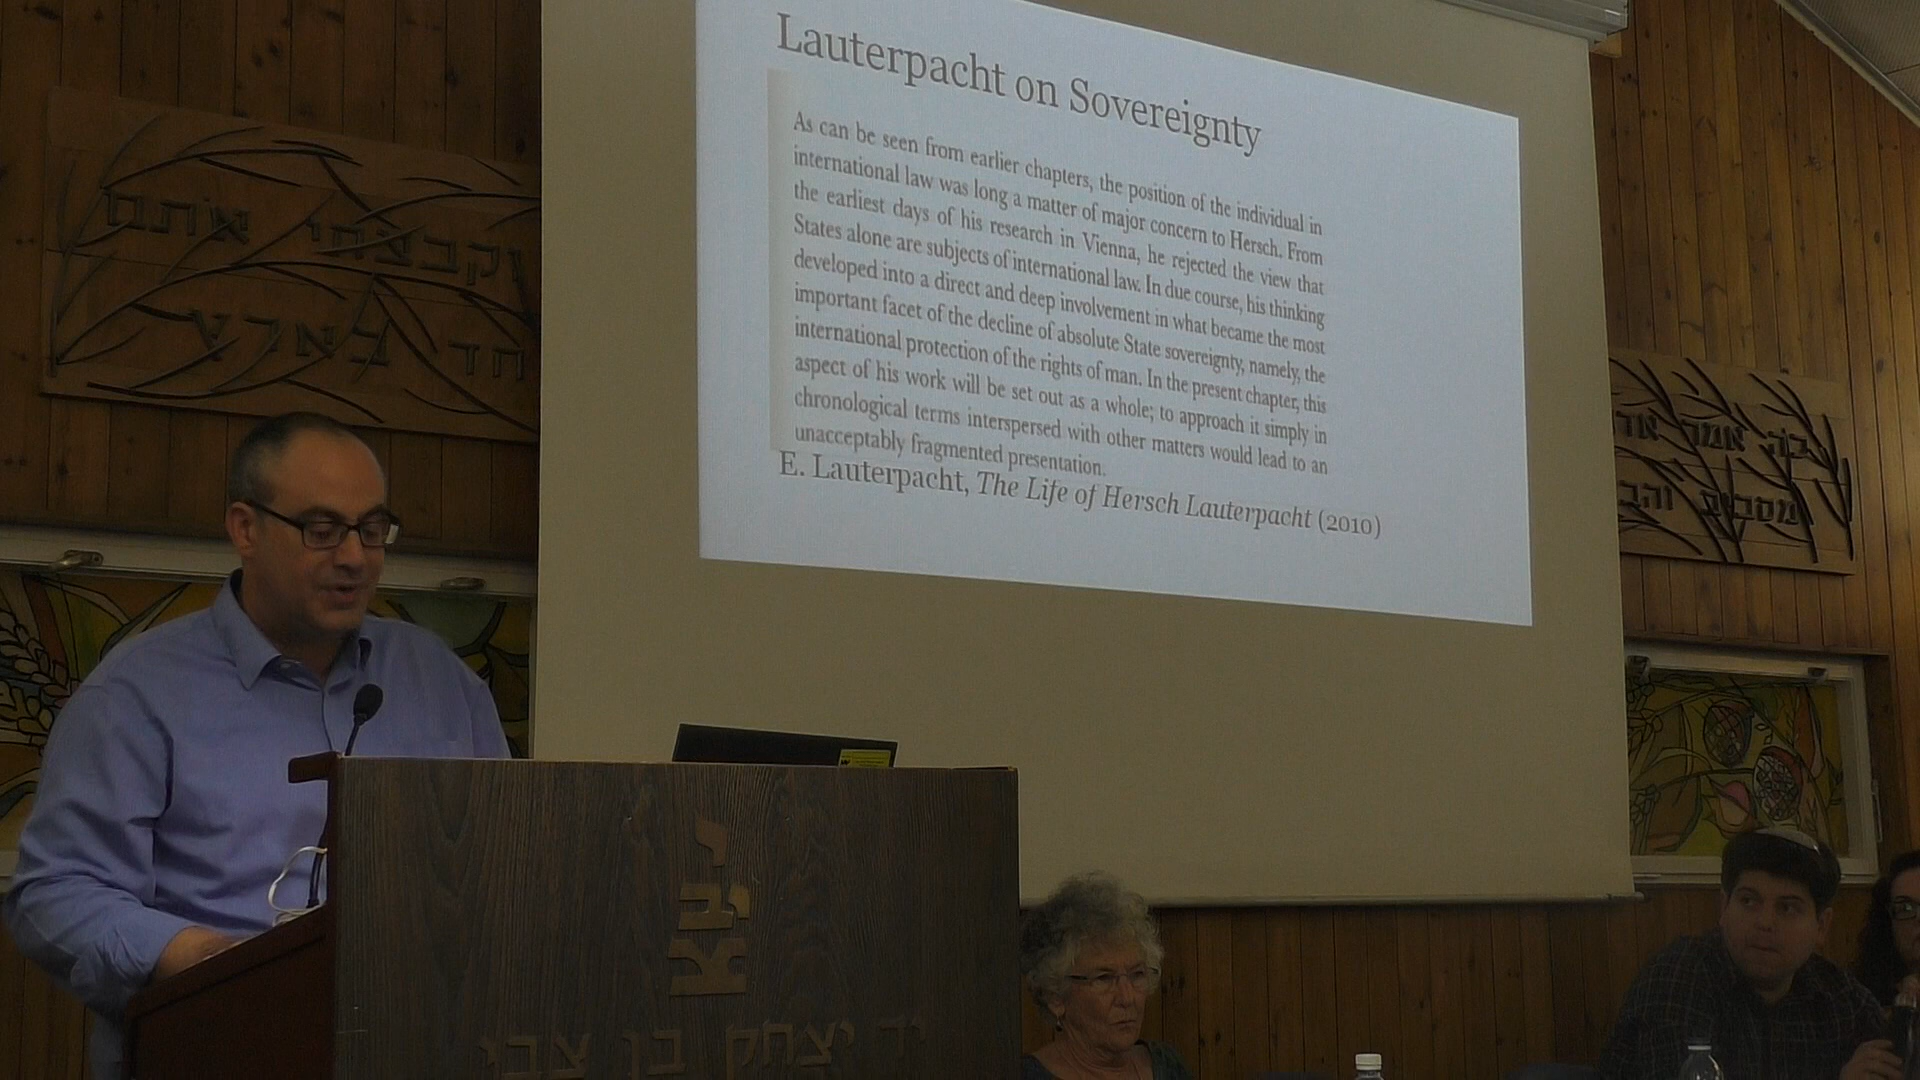 Lauterpacht on Sovereignty
As can be seen from earlier chapters, the position of the individual in
international law was long a matter of major concern to Hersch. From
the earliest days of his research in Vienna, he rejected the view that
States alone are subjects of international law. In due course, his thinking
developed into a direct and deep involvement in what became the most
important facet of the decline of absolute State sovereignty, namely, the
international protection of the rights of man. In the present chapter, this
aspect of his work will be set out as a whole; to approach it simply in
chronological terms interspersed with other matters would lead to an
unacceptably fragmented presentation.
E. Lauterpacht, The Life of Hersch Lauterpacht (2010)
וקבצתי אותם
לארץ
כה אמר
מסביב
יד יצחק בן צבי